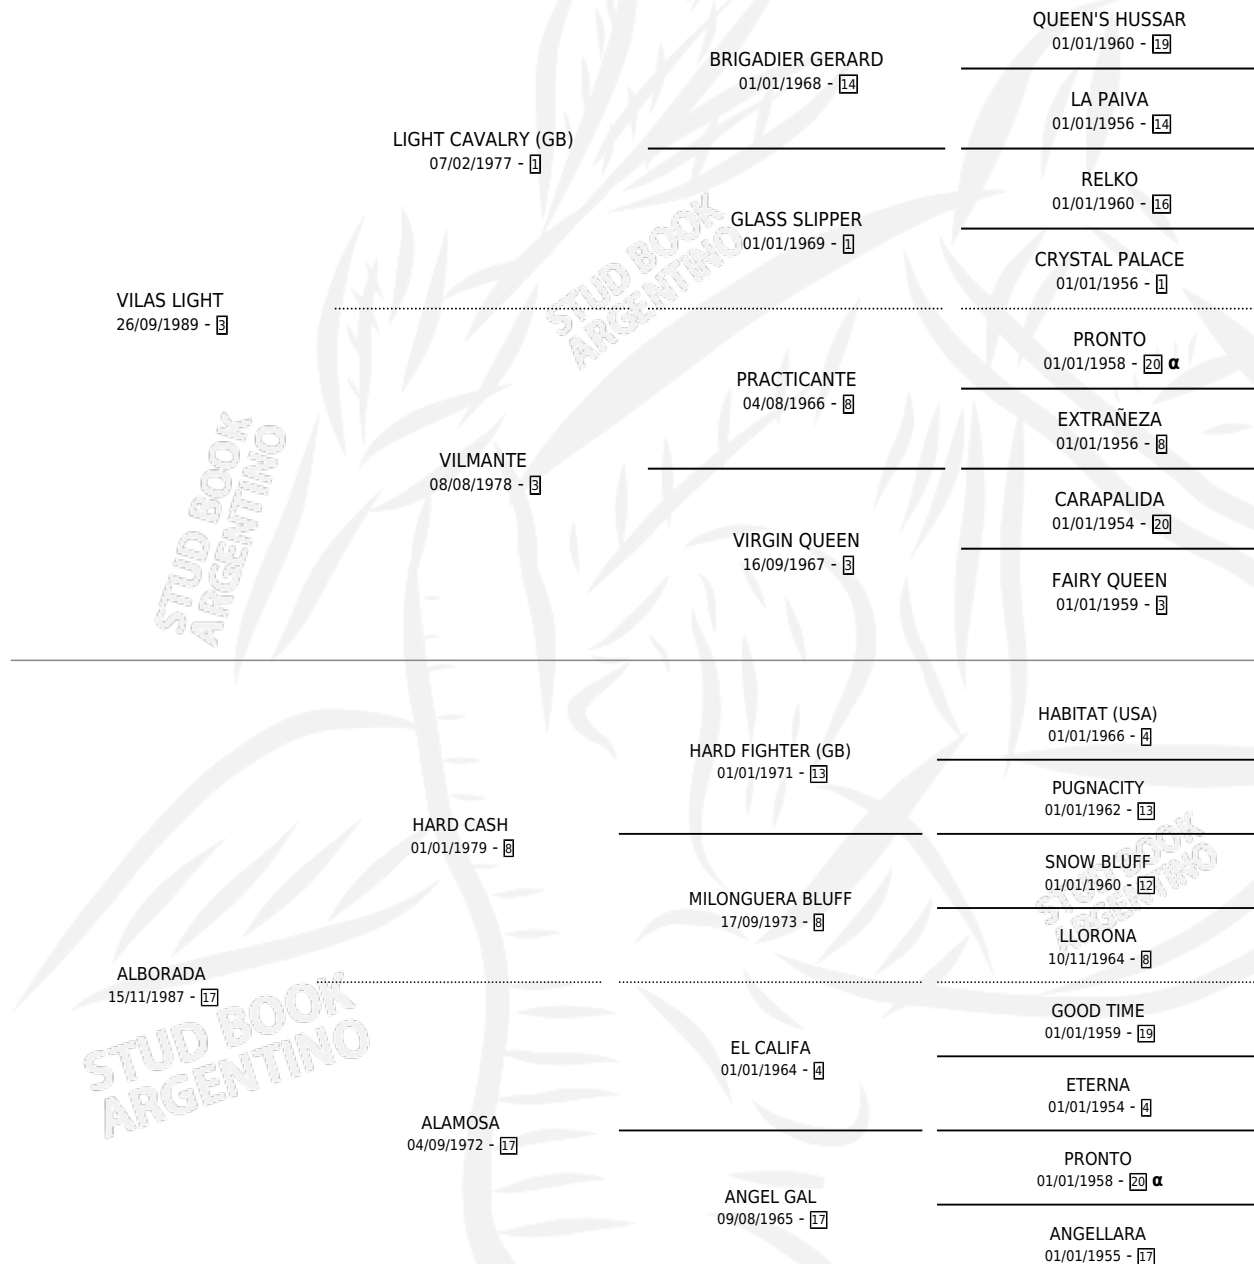 QUEEN'S HUSSAR
01/01/1960 - 19
BRIGADIER GERARD
01/01/1968 - 14
LA PAIVA
01/01/1956 - 14
LIGHT CAVALRY (GB)
07/02/1977 - 1
RELKO
01/01/1960 - 16
GLASS SLIPPER
01/01/1969 - 1
CRYSTAL PALACE
01/01/1956 - 1
VILAS LIGHT
26/09/1989 - 3
STUD BOOK
ARGENTINO
PRONTO
01/01/1958 - 20 α
PRACTICANTE
04/08/1966 - 8
EXTRAÑEZA
01/01/1956 - 8
VILMANTE
08/08/1978 - 3
CARAPALIDA
01/01/1954 - 20
VIRGIN QUEEN
16/09/1967 - 3
FAIRY QUEEN
01/01/1959 - 3
STUD BOOK
ARGENTINO
HABITAT (USA)
01/01/1966 - 4
HARD FIGHTER (GB)
01/01/1971 - 13
PUGNACITY
01/01/1962 - 13
HARD CASH
01/01/1979 - 8
SNOW BLUFF
01/01/1960 - 12
STUD BOOK
ARGENTINO
MILONGUERA BLUFF
17/09/1973 - 8
LLORONA
10/11/1964 - 8
ALBORADA
15/11/1987 - 17
STUD BOOK
ARGENTINO
GOOD TIME
01/01/1959 - 19
EL CALIFA
01/01/1964 - 4
ETERNA
01/01/1954 - 4
ALAMOSA
04/09/1972 - 17
PRONTO
01/01/1958 - 20 α
ANGEL GAL
09/08/1965 - 17
ANGELLARA
01/01/1955 - 17